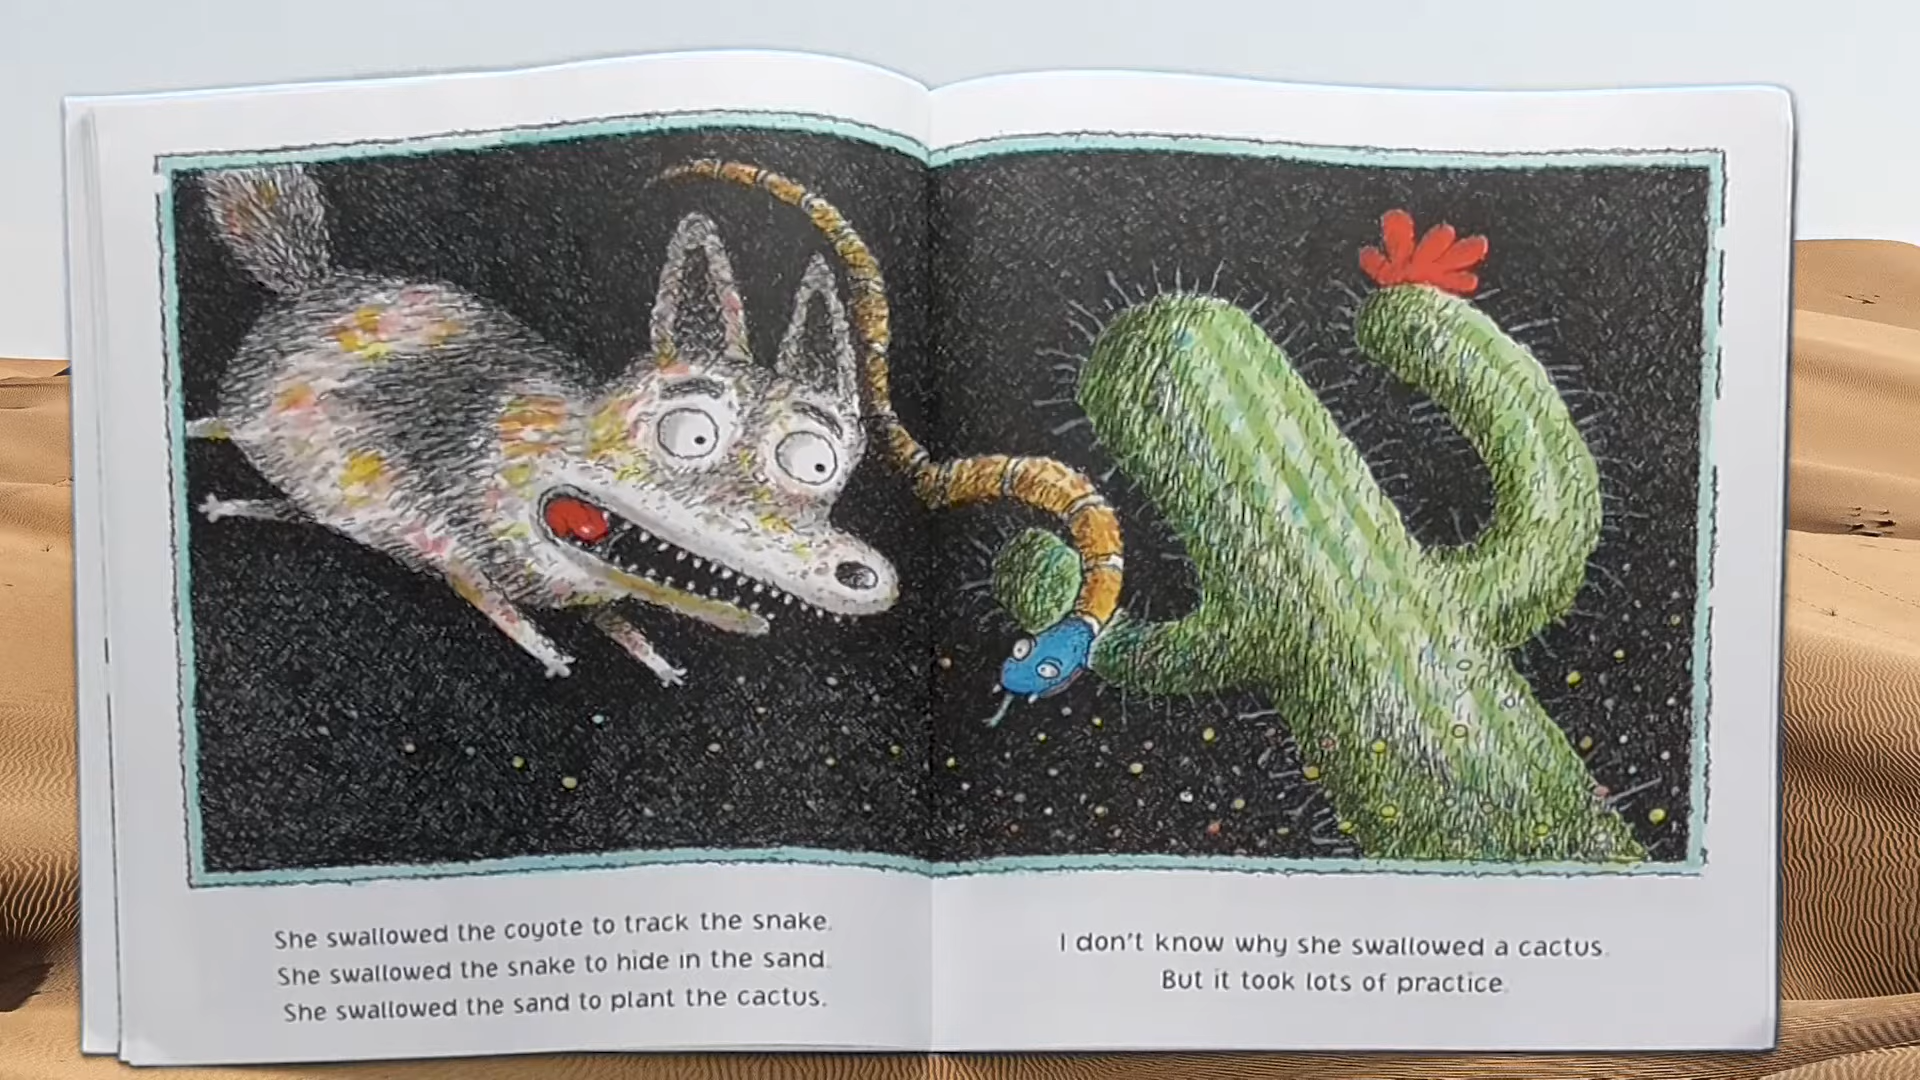 She swallowed the coyote to track the snake.
She swallowed the snake to hide in the sand.
She swallowed the sand to plant the cactus.
I don't know why she swallowed a cactus.
But it took lots of practice.